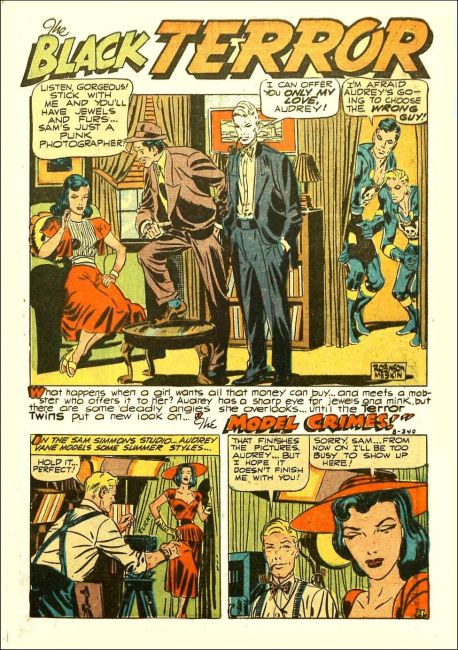 The
BLACK TERROR
LISTEN, GORGEOUS!
STICK WITH
ME AND YOU'LL
HAVE JEWELS
AND FURS...
SAM'S JUST A
PUNK
PHOTOGRAPHER!
I CAN OFFER
YOU ONLY MY
LOVE,
AUDREY!
I'M AFRAID
AUDREY'S GO-
ING TO CHOOSE
THE WRONG
GUY!
ROBINSON
MESKIN
What happens when a girl wants all that money can buy...and meets a mob-
ster who offers it to her? Audrey has a sharp eye for jewels and mink, but
there are some deadly angles she overlooks... until the Terror
Twins put a new look on... "The MODEL CRIMES!"
B-240
IN THE SAM SIMMONS STUDIO...AUDREY
VANE MODELS SOME SUMMER STYLES...
HOLD IT...
PERFECT!
THAT FINISHES
THE PICTURES,
AUDREY... BUT
I HOPE IT
DOESN'T FINISH
ME WITH YOU!
SORRY, SAM... FROM
NOW ON I'LL BE TOO
BUSY TO SHOW UP
HERE!